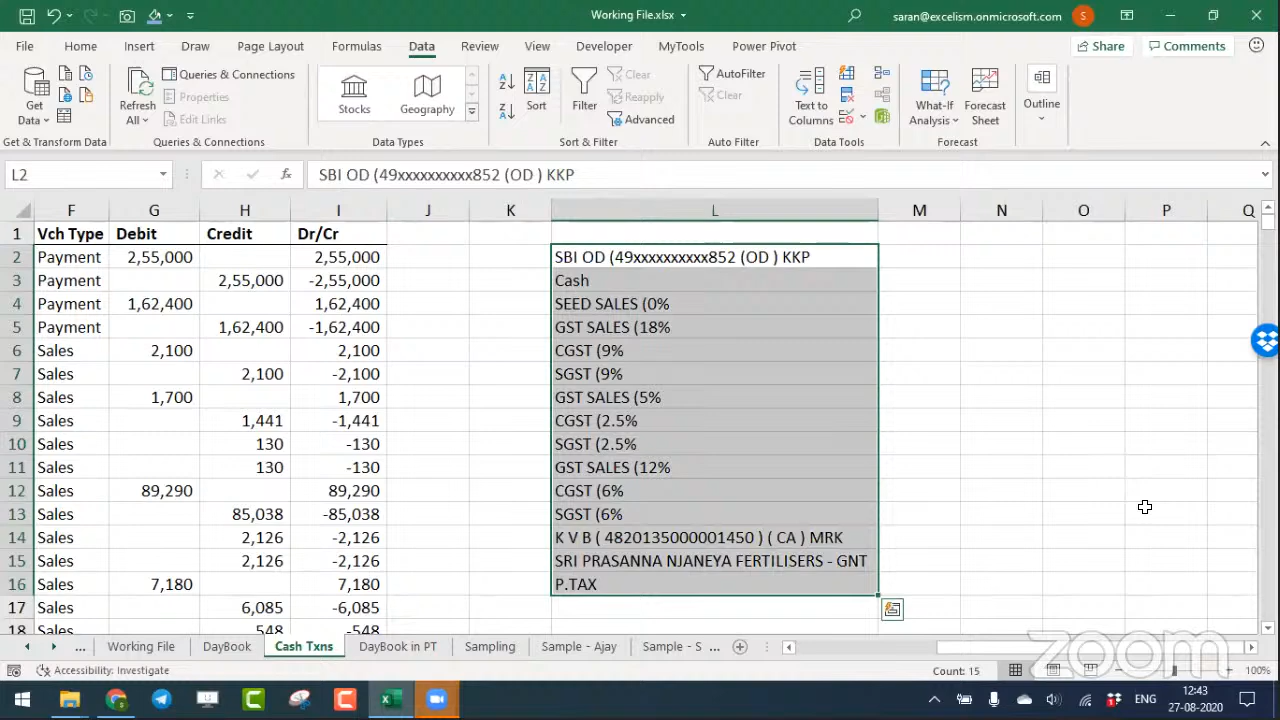 Working File.xlsx
saran@excelism.onmicrosoft.com S
File Home Insert Draw Page Layout Formulas Data Review View Developer MyTools Power Pivot Share Comments
Get Data
Refresh All
Queries & Connections
Properties
Edit Links
Stocks
Geography
Sort
Filter
Clear
Reapply
Advanced
AutoFilter
Clear
Text to Columns
What-If Analysis
Forecast Sheet
Outline
Get & Transform Data Queries & Connections Data Types Sort & Filter Auto Filter Data Tools Forecast
L2 fx SBI OD (49xxxxxxxxxx852 (OD ) KKP
F G H I J K L M N O P Q
1 Vch Type Debit Credit Dr/Cr
2 Payment 2,55,000 2,55,000 SBI OD (49xxxxxxxxxx852 (OD ) KKP
3 Payment 2,55,000 -2,55,000 Cash
4 Payment 1,62,400 1,62,400 SEED SALES (0%
5 Payment 1,62,400 -1,62,400 GST SALES (18%
6 Sales 2,100 2,100 CGST (9%
7 Sales 2,100 -2,100 SGST (9%
8 Sales 1,700 1,700 GST SALES (5%
9 Sales 1,441 -1,441 CGST (2.5%
10 Sales 130 -130 SGST (2.5%
11 Sales 130 -130 GST SALES (12%
12 Sales 89,290 89,290 CGST (6%
13 Sales 85,038 -85,038 SGST (6%
14 Sales 2,126 -2,126 K V B ( 4820135000001450 ) ( CA ) MRK
15 Sales 2,126 -2,126 SRI PRASANNA NJANEYA FERTILISERS - GNT
16 Sales 7,180 7,180 P.TAX
17 Sales 6,085 -6,085
18 Sales 548 -548
... Working File DayBook Cash Txns DayBook in PT Sampling Sample - Ajay Sample - S ...
Accessibility: Investigate Count: 15 100%
zoom
ENG 12:43
27-08-2020